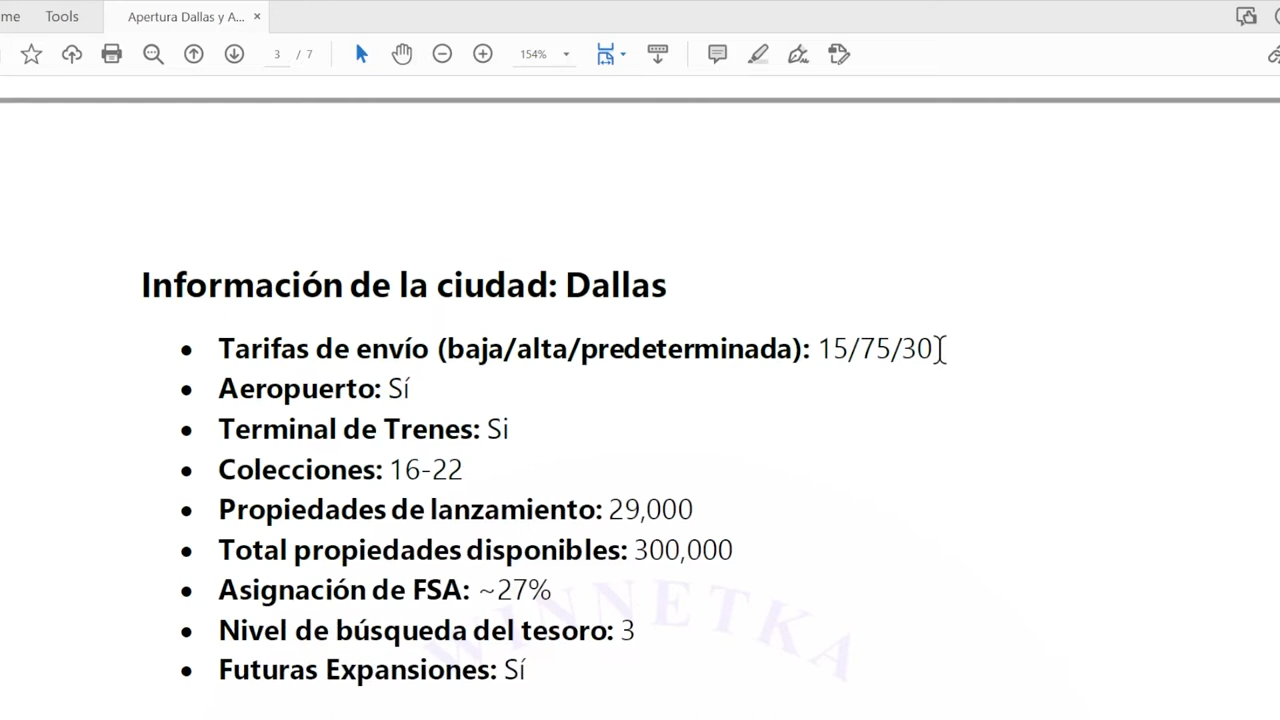 me Tools Apertura Dallas y A... ×
3 / 7 154%
Información de la ciudad: Dallas
• Tarifas de envío (baja/alta/predeterminada): 15/75/30
• Aeropuerto: Sí
• Terminal de Trenes: Si
• Colecciones: 16-22
• Propiedades de lanzamiento: 29,000
• Total propiedades disponibles: 300,000
• Asignación de FSA: ~27%
• Nivel de búsqueda del tesoro: 3
• Futuras Expansiones: Sí
WINNETKA